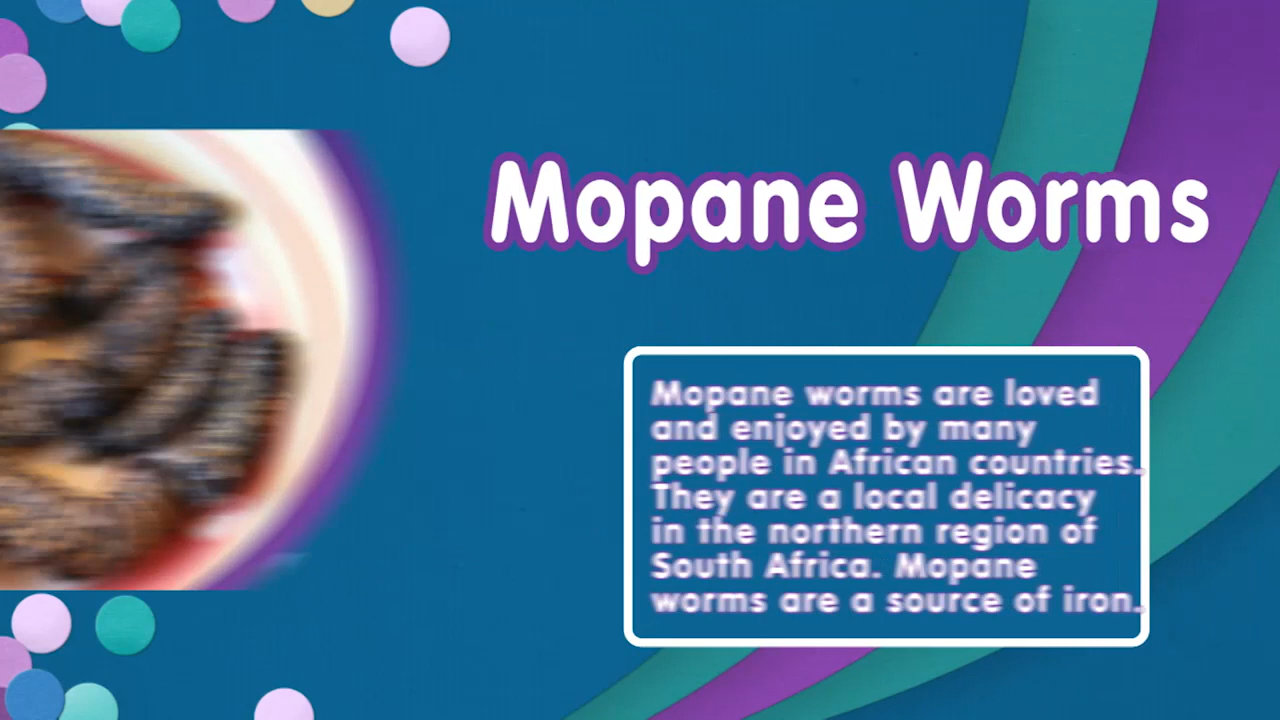 Mopane Worms
Mopane worms are loved
and enjoyed by many
people in African countries.
They are a local delicacy
in the northern region of
South Africa. Mopane
worms are a source of iron.